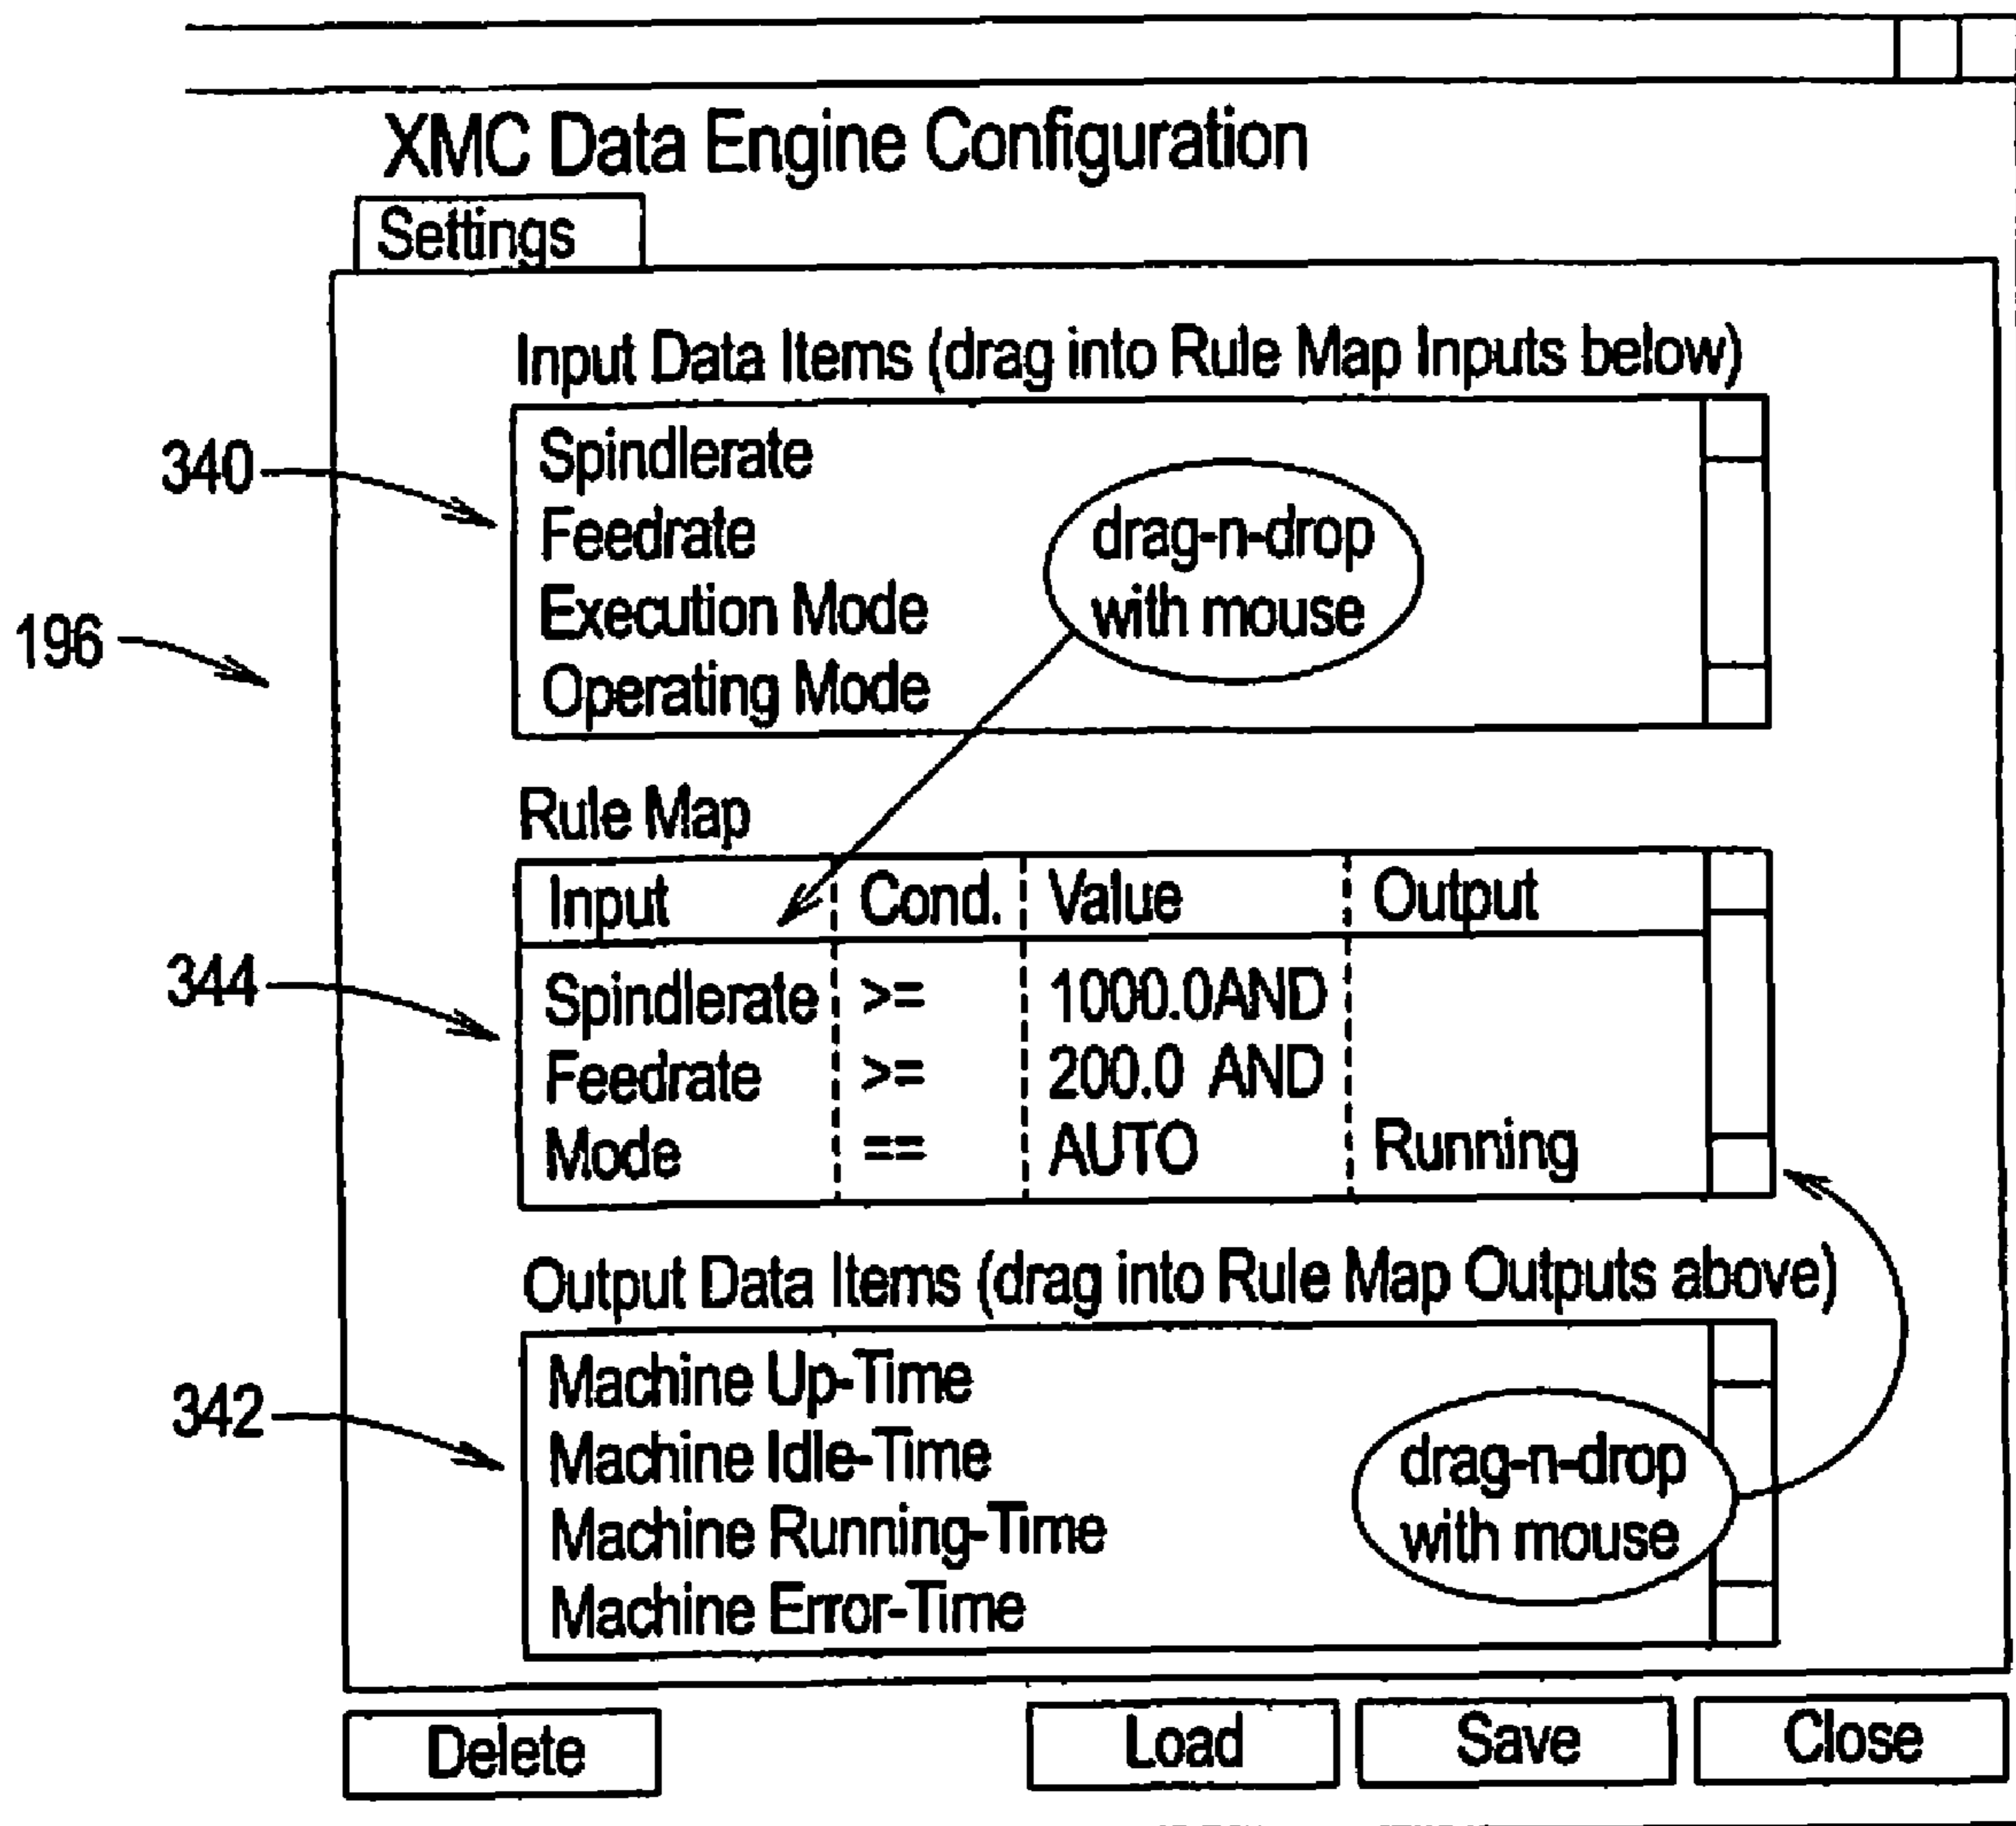 XMC Data Engine Configuration
Settings
Input Data Items (drag into Rule Map Inputs below)
340
Spindlerate
Feedrate
Execution Mode
Operating Mode
drag-n-drop
with mouse
196
Rule Map
Input Cond. Value Output
344
Spindlerate >= 1000.0AND
Feedrate >= 200.0 AND
Mode == AUTO Running
Output Data Items (drag into Rule Map Outputs above)
342
Machine Up-Time
Machine Idle-Time
Machine Running-Time
Machine Error-Time
drag-n-drop
with mouse
Delete Load Save Close